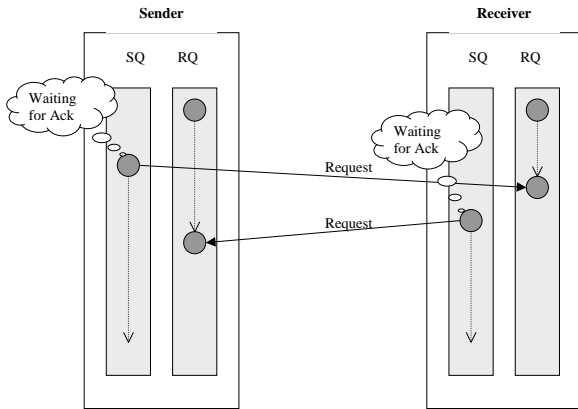 Sender
Receiver
SQ
RQ
SQ
RQ
Waiting
for Ack
Waiting
for Ack
Request
Request